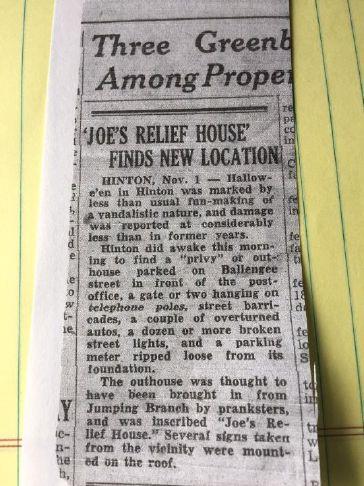 Three Greenb
Among Proper
'JOE'S RELIEF HOUSE'
FINDS NEW LOCATION
HINTON, Nov. 1 — Hallow-
e'en in Hinton was marked by
less than usual fun-making of
a vandalistic nature, and damage
was reported at considerably
less than in former years.
Hinton did awake this morn-
ing to find a "privy" or out-
house parked on Ballengee
street in front of the post-
office, a gate or two hanging on
telephone poles, street barri-
cades, a couple of overturned
autos, a dozen or more broken
street lights, and a parking
meter ripped loose from its
foundation.
The outhouse was thought to
have been brought in from
Jumping Branch by pranksters,
and was inscribed "Joe's Re-
lief House." Several signs taken
from the vicinity were mount-
ed on the roof.